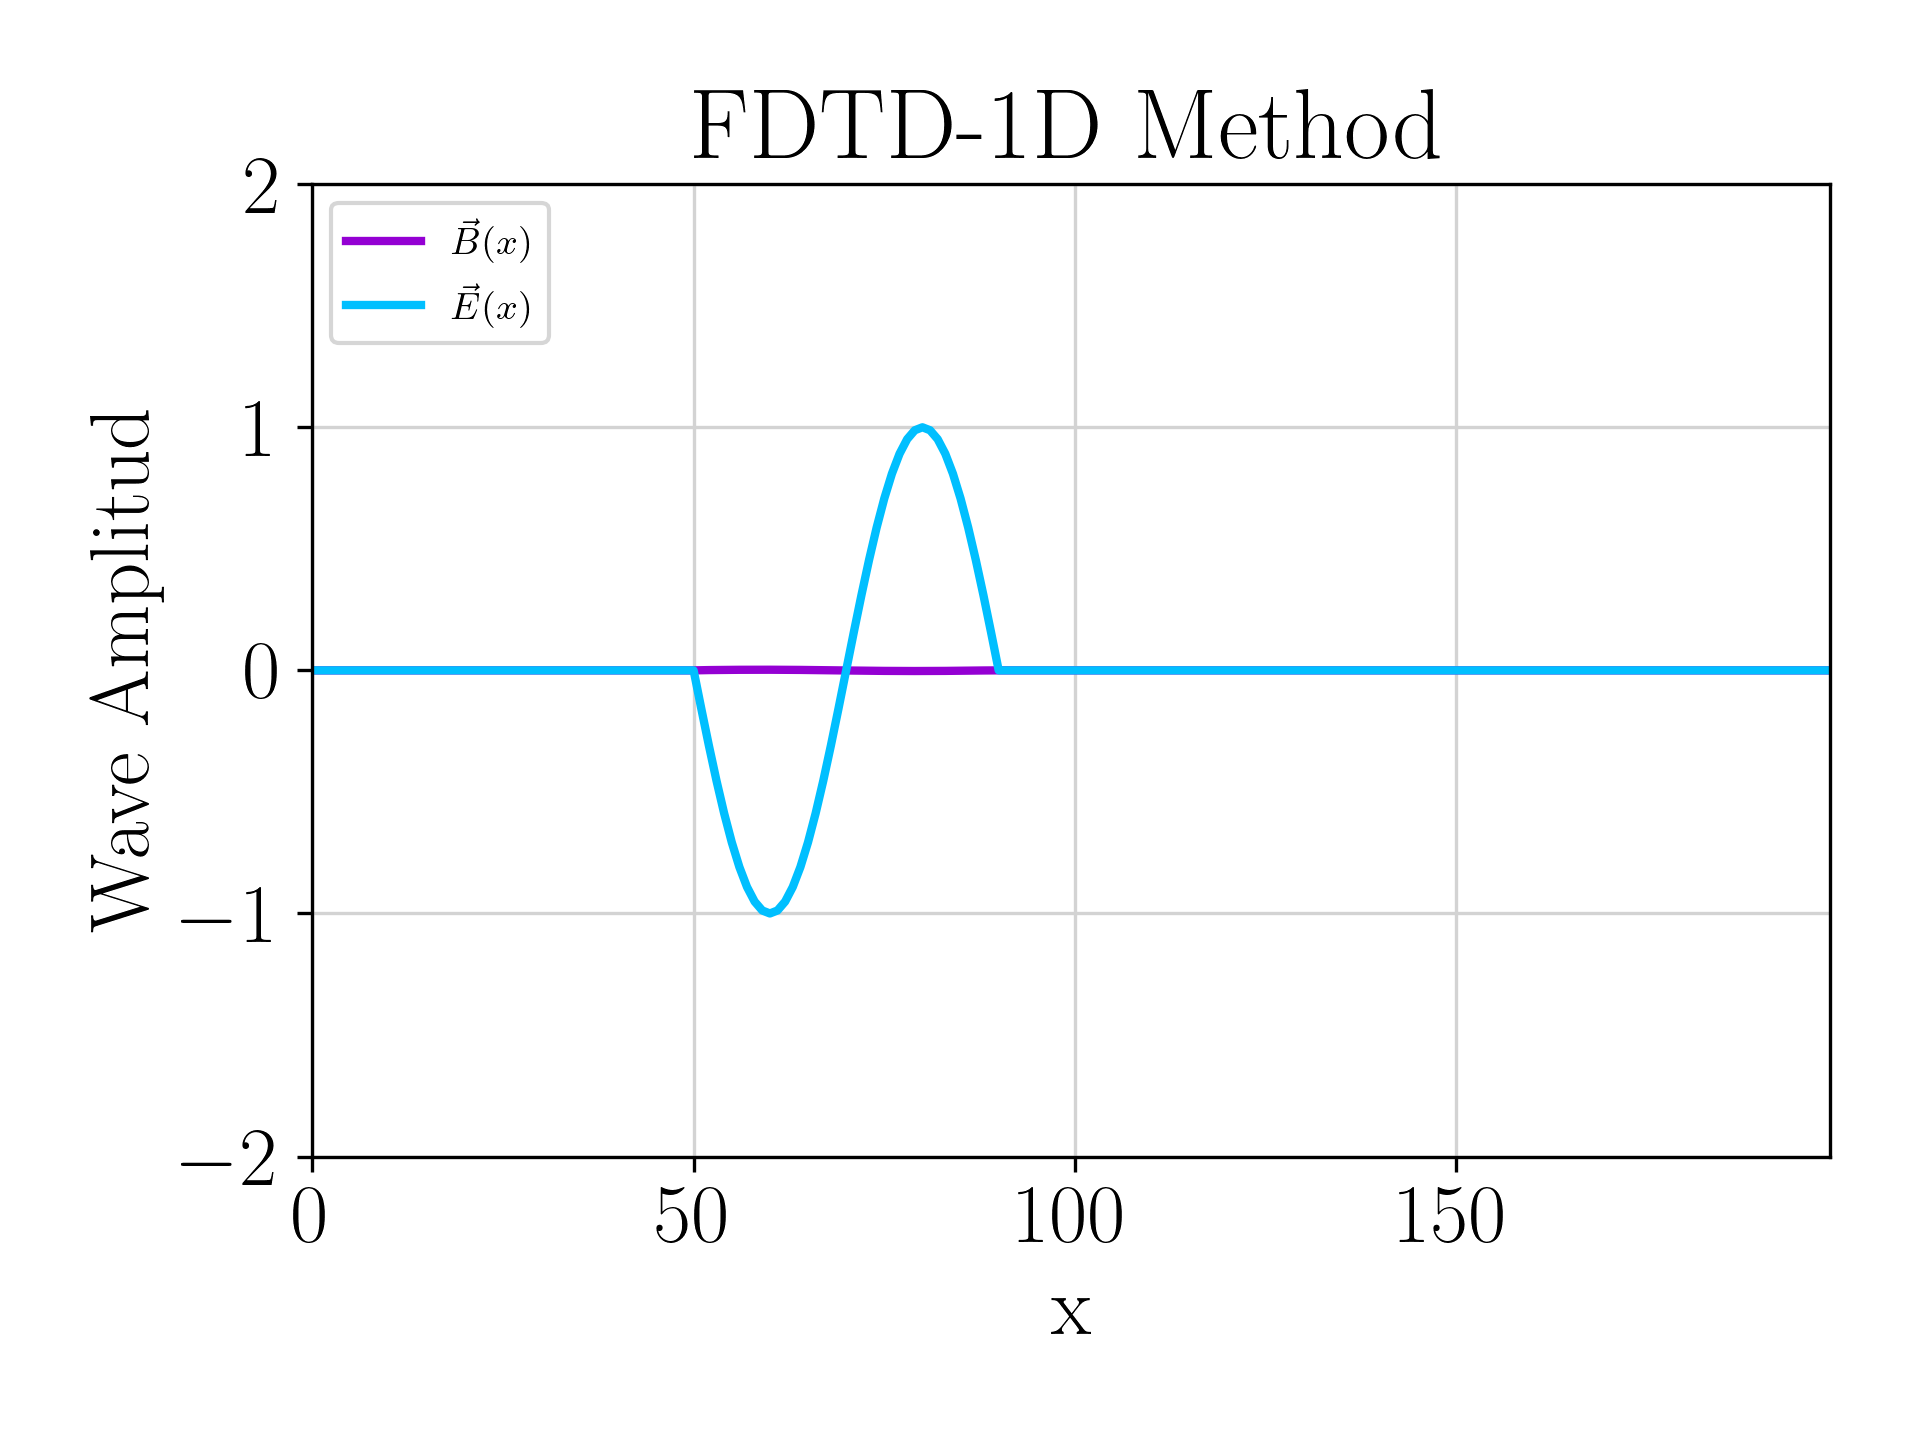 FDTD-1D Method
2
1
0
−1
−2
Wave Amplitud
B⃗(x)
E⃗(x)
0 50 100 150
x